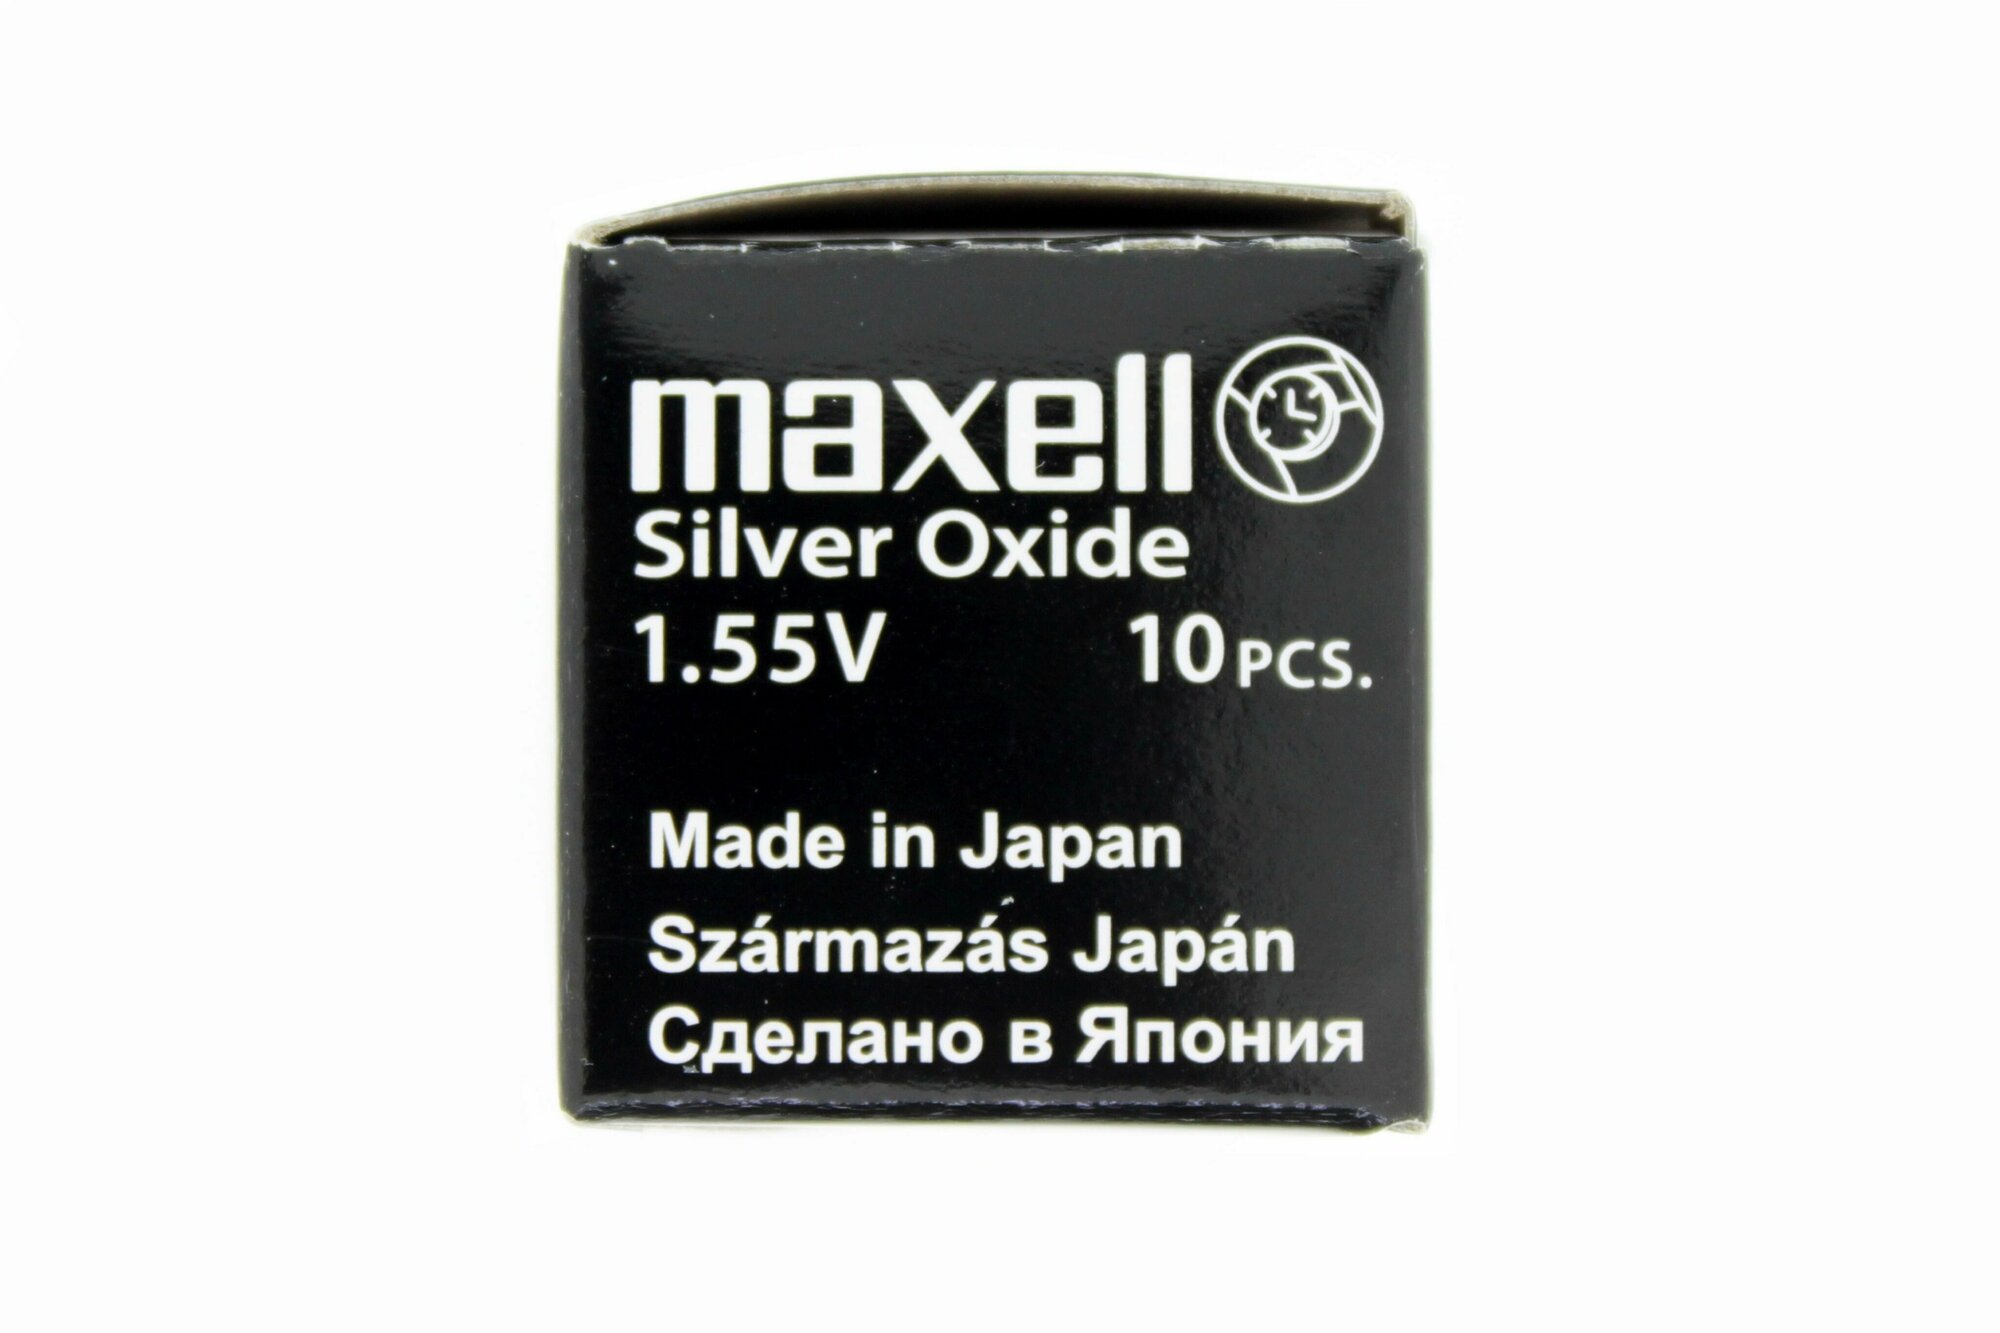 maxell
Silver Oxide
1.55V 10 PCS.
Made in Japan
Származás Japán
Сделано в Япония